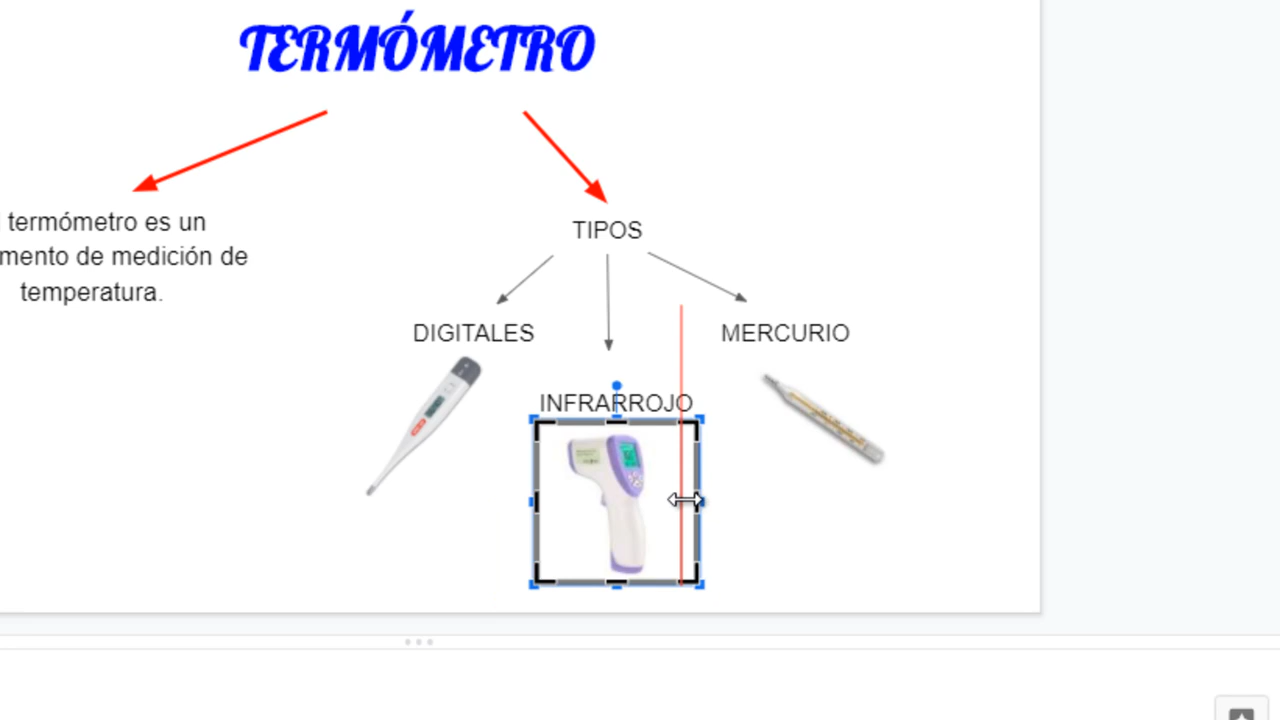 TERMÓMETRO
termómetro es un
mento de medición de
temperatura.
TIPOS
DIGITALES
MERCURIO
INFRARROJO